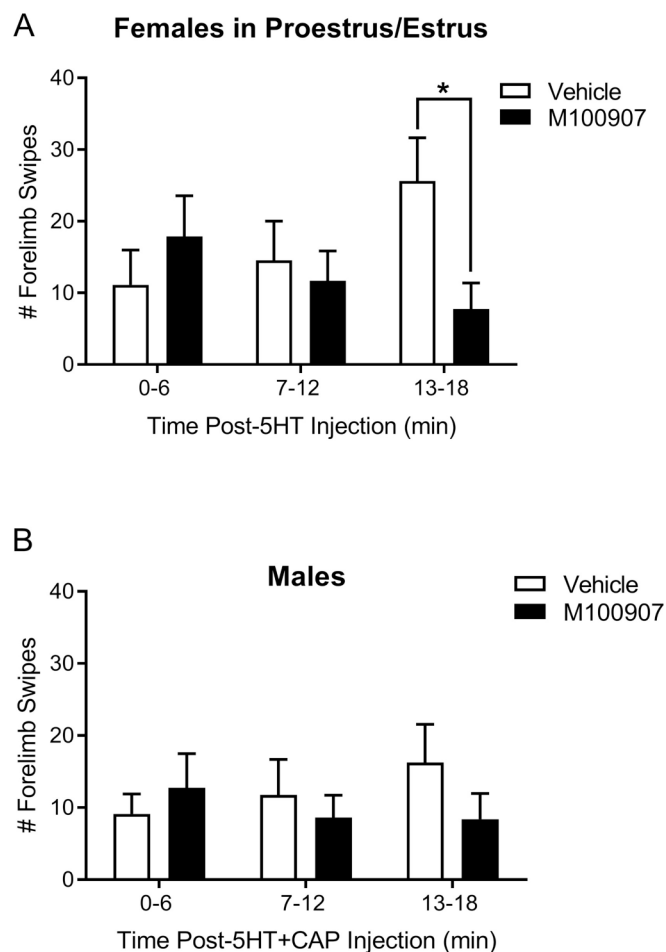 A
Females in Proestrus/Estrus
Vehicle
M100907
*
40
30
20
10
0
# Forelimb Swipes
0-6 7-12 13-18
Time Post-5HT Injection (min)
B
Males
Vehicle
M100907
40
30
20
10
0
# Forelimb Swipes
0-6 7-12 13-18
Time Post-5HT+CAP Injection (min)